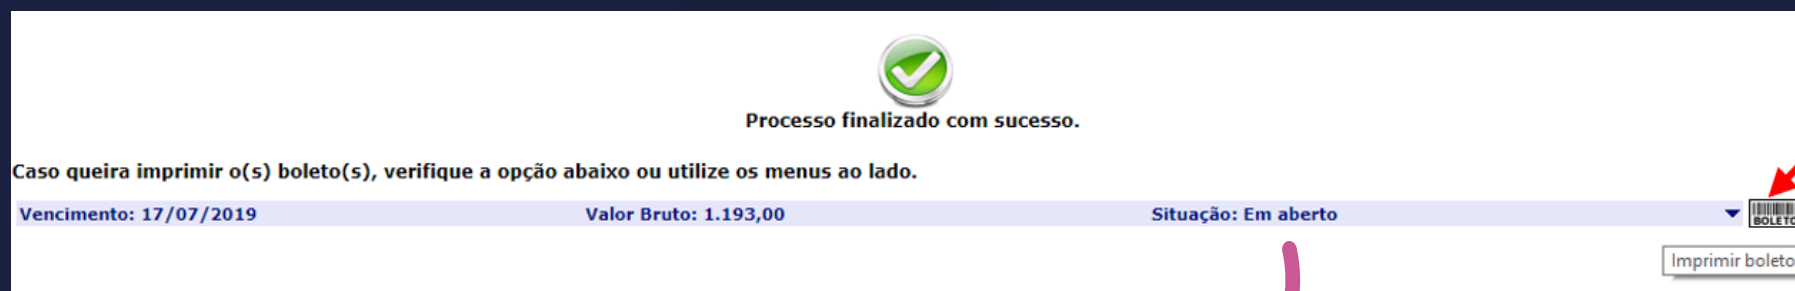 Processo finalizado com sucesso.
Caso queira imprimir o(s) boleto(s), verifique a opção abaixo ou utilize os menus ao lado.
Vencimento: 17/07/2019 Valor Bruto: 1.193,00 Situação: Em aberto BOLETO
Imprimir boleto